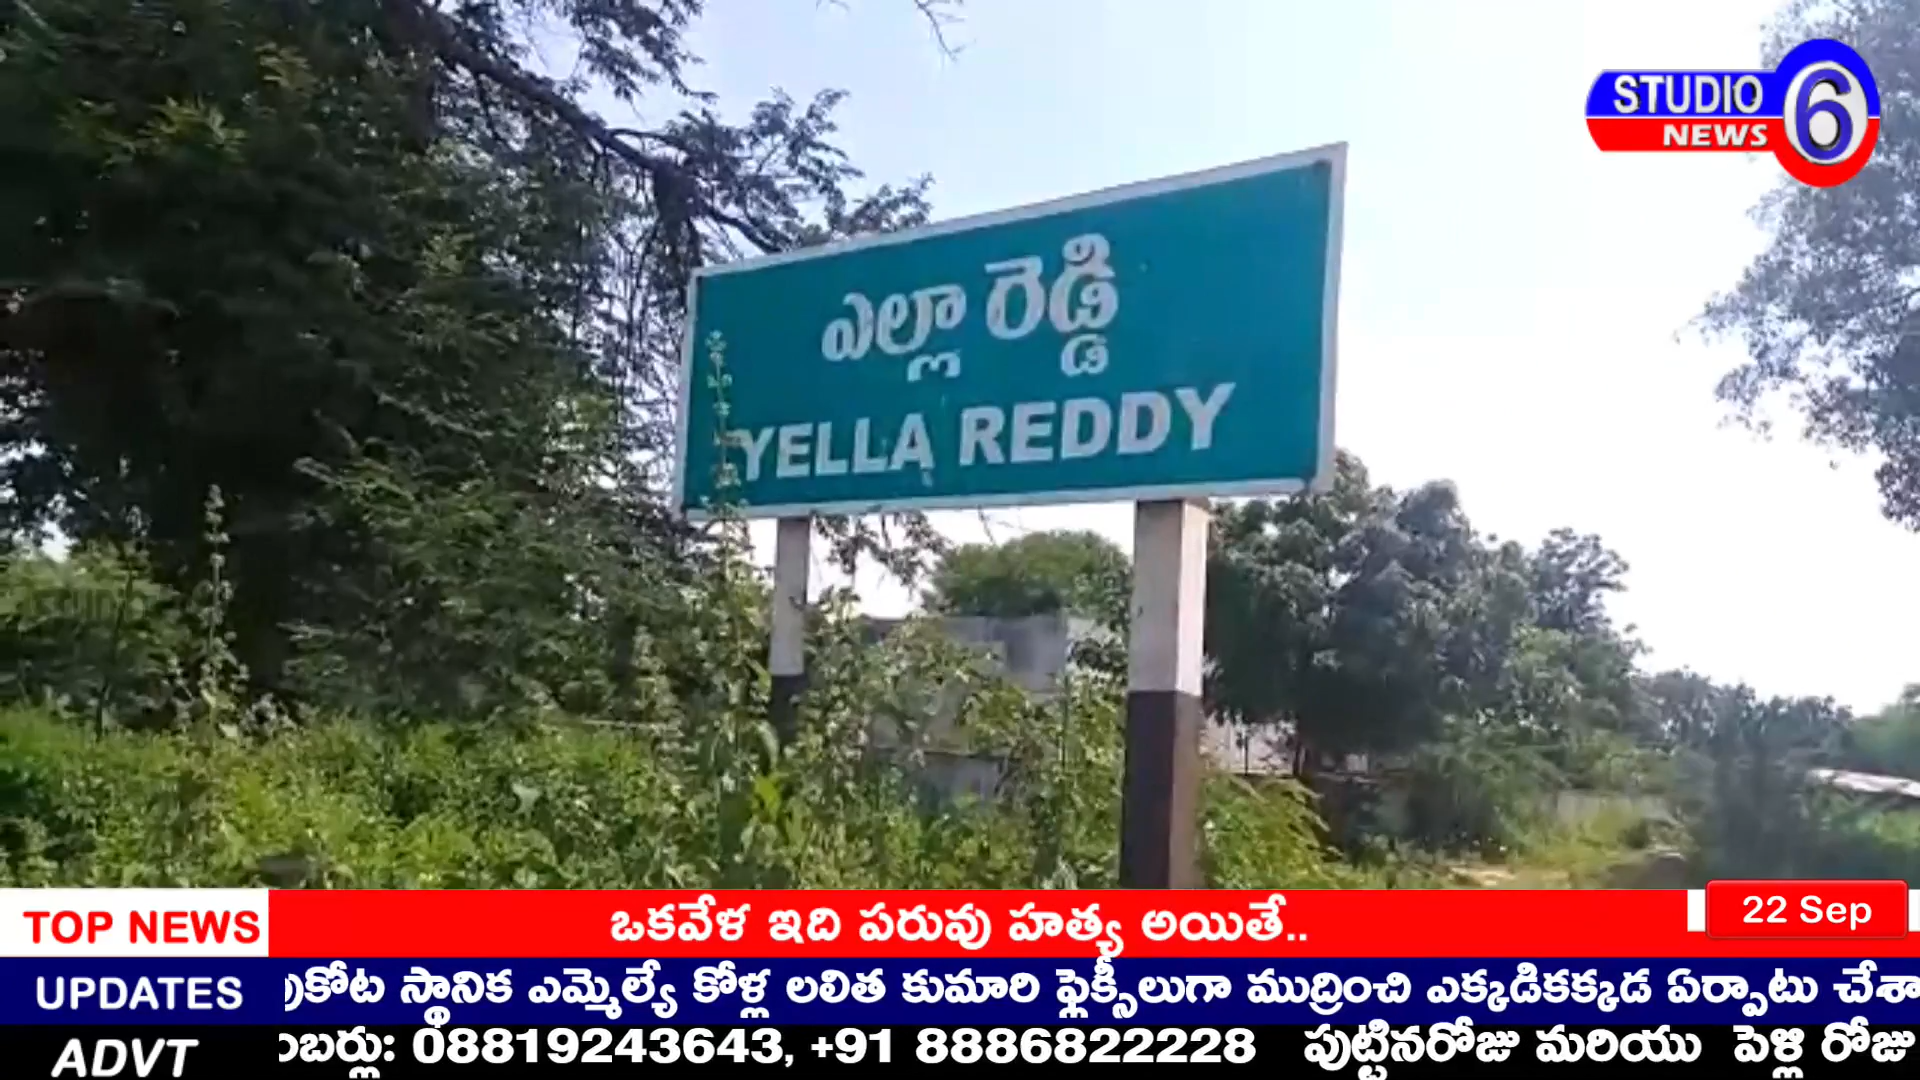 STUDIO 6
NEWS
ఎల్లా రెడ్డి
YELLA REDDY
TOP NEWS
ఒకవేళ ఇది పరువు హత్య అయితే..
22 Sep
UPDATES
స్థానిక ఎమ్మెల్యే కోళ్ల లలిత కుమారి ఫ్లెక్సీలుగా ముద్రించి ఎక్కడికక్కడ ఏర్పాటు
ADVT
08819243643, +91 8886822228 పుట్టినరోజు మరియు పెళ్లి రోజు